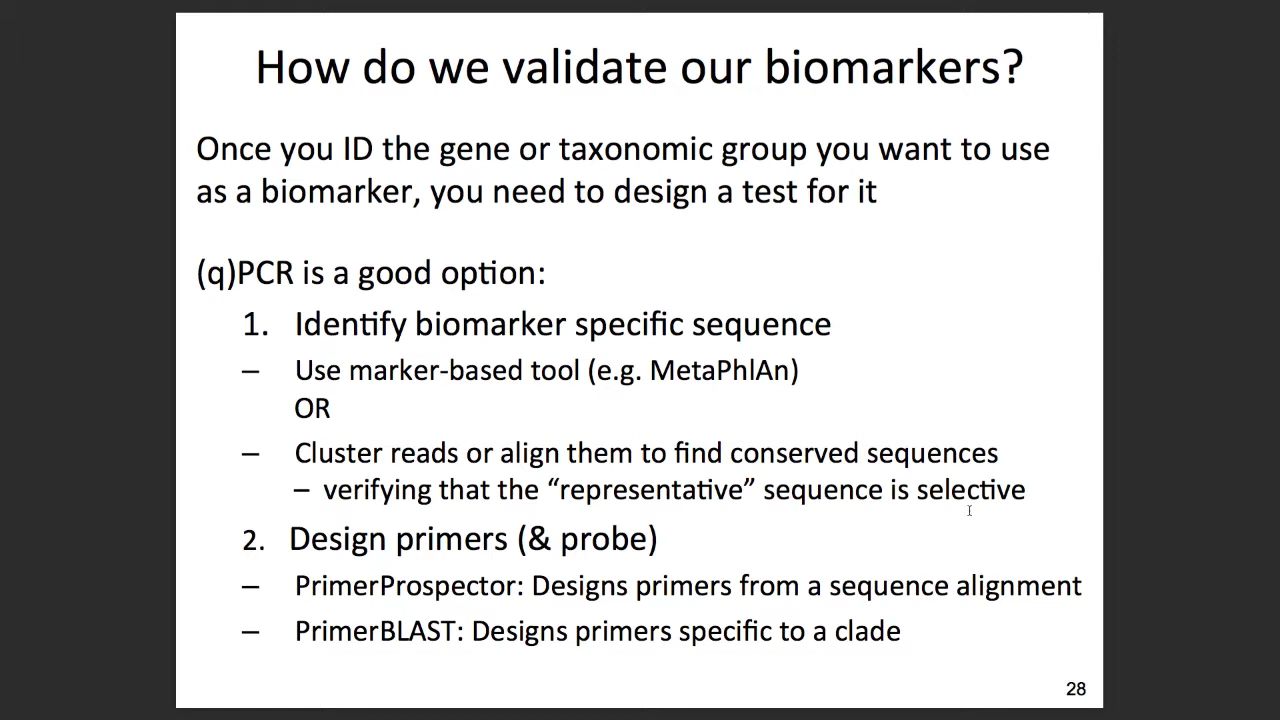 How do we validate our biomarkers?
Once you ID the gene or taxonomic group you want to use
as a biomarker, you need to design a test for it
(q)PCR is a good option:
1. Identify biomarker specific sequence
– Use marker-based tool (e.g. MetaPhlAn)
OR
– Cluster reads or align them to find conserved sequences
– verifying that the “representative” sequence is selective
2. Design primers (& probe)
– PrimerProspector: Designs primers from a sequence alignment
– PrimerBLAST: Designs primers specific to a clade
28